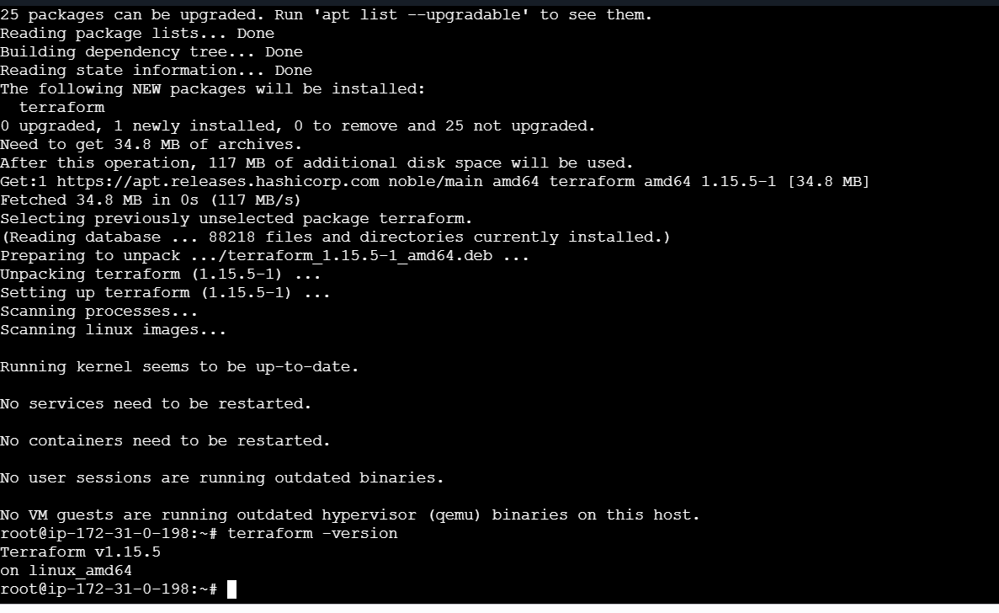 25 packages can be upgraded. Run 'apt list --upgradable' to see them.
Reading package lists... Done
Building dependency tree... Done
Reading state information... Done
The following NEW packages will be installed:
  terraform
0 upgraded, 1 newly installed, 0 to remove and 25 not upgraded.
Need to get 34.8 MB of archives.
After this operation, 117 MB of additional disk space will be used.
Get:1 https://apt.releases.hashicorp.com noble/main amd64 terraform amd64 1.15.5-1 [34.8 MB]
Fetched 34.8 MB in 0s (117 MB/s)
Selecting previously unselected package terraform.
(Reading database ... 88218 files and directories currently installed.)
Preparing to unpack .../terraform_1.15.5-1_amd64.deb ...
Unpacking terraform (1.15.5-1) ...
Setting up terraform (1.15.5-1) ...
Scanning processes...
Scanning linux images...

Running kernel seems to be up-to-date.

No services need to be restarted.

No containers need to be restarted.

No user sessions are running outdated binaries.

No VM guests are running outdated hypervisor (qemu) binaries on this host.
root@ip-172-31-0-198:~# terraform -version
Terraform v1.15.5
on linux_amd64
root@ip-172-31-0-198:~#